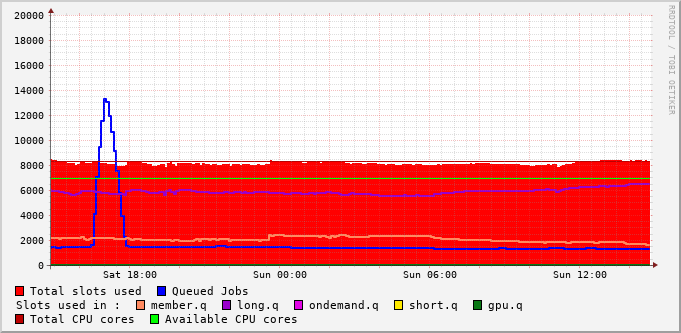 20000
18000
16000
14000
12000
10000
8000
6000
4000
2000
0
Sat 18:00 Sun 00:00 Sun 06:00 Sun 12:00
RRDTOOL / TOBI OETIKER
Total slots used Queued Jobs
Slots used in : member.q long.q ondemand.q short.q gpu.q
Total CPU cores Available CPU cores